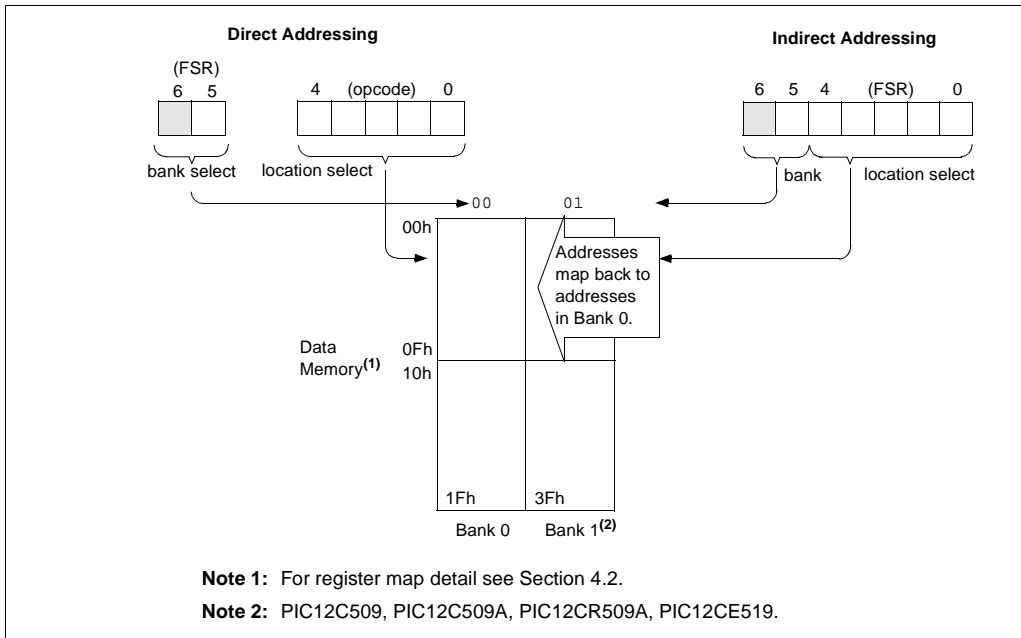 Direct Addressing
Indirect Addressing
(FSR)
6 5
4 (opcode) 0
6 5 4 (FSR) 0
bank select
location select
bank
location select
00 01
00h
Addresses
map back to
addresses
in Bank 0.
Data
Memory(1)
0Fh
10h
1Fh
3Fh
Bank 0
Bank 1(2)
Note 1: For register map detail see Section 4.2.
Note 2: PIC12C509, PIC12C509A, PIC12CR509A, PIC12CE519.